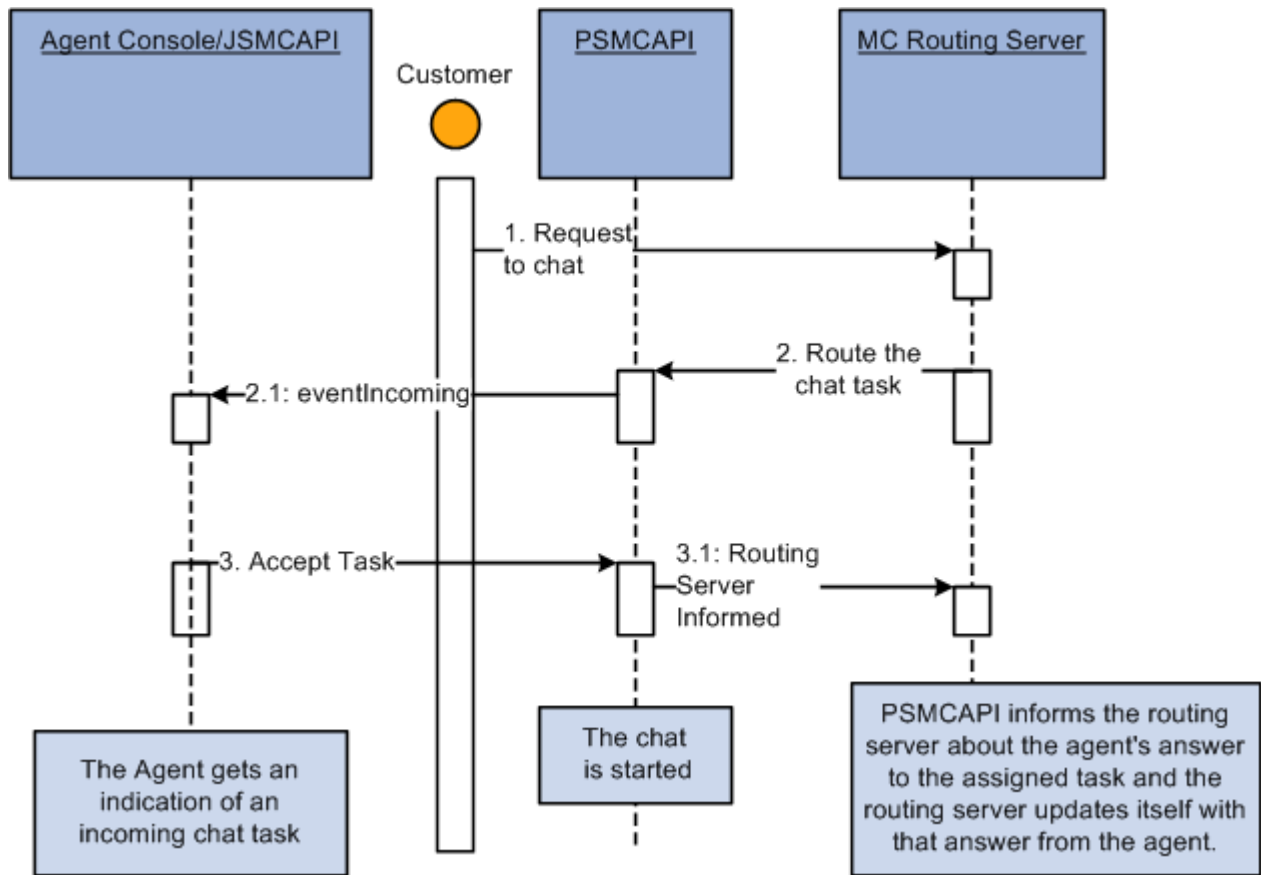 Agent Console/JSMCAPI
PSMCAPI
MC Routing Server
Customer
1. Request
to chat
2. Route the
chat task
2.1: eventIncoming
3. Accept Task
3.1: Routing
Server
Informed
The Agent gets an
indication of an
incoming chat task
The chat
is started
PSMCAPI informs the routing
server about the agent's answer
to the assigned task and the
routing server updates itself with
that answer from the agent.